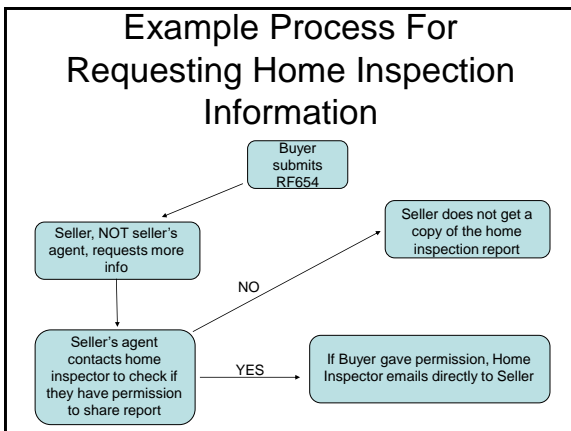 Example Process For
Requesting Home Inspection
Information
Buyer
submits
RF654
Seller, NOT seller's
agent, requests more
info
Seller does not get a
copy of the home
inspection report
NO
Seller's agent
contacts home
inspector to check if
they have permission
to share report
YES
If Buyer gave permission, Home
Inspector emails directly to Seller